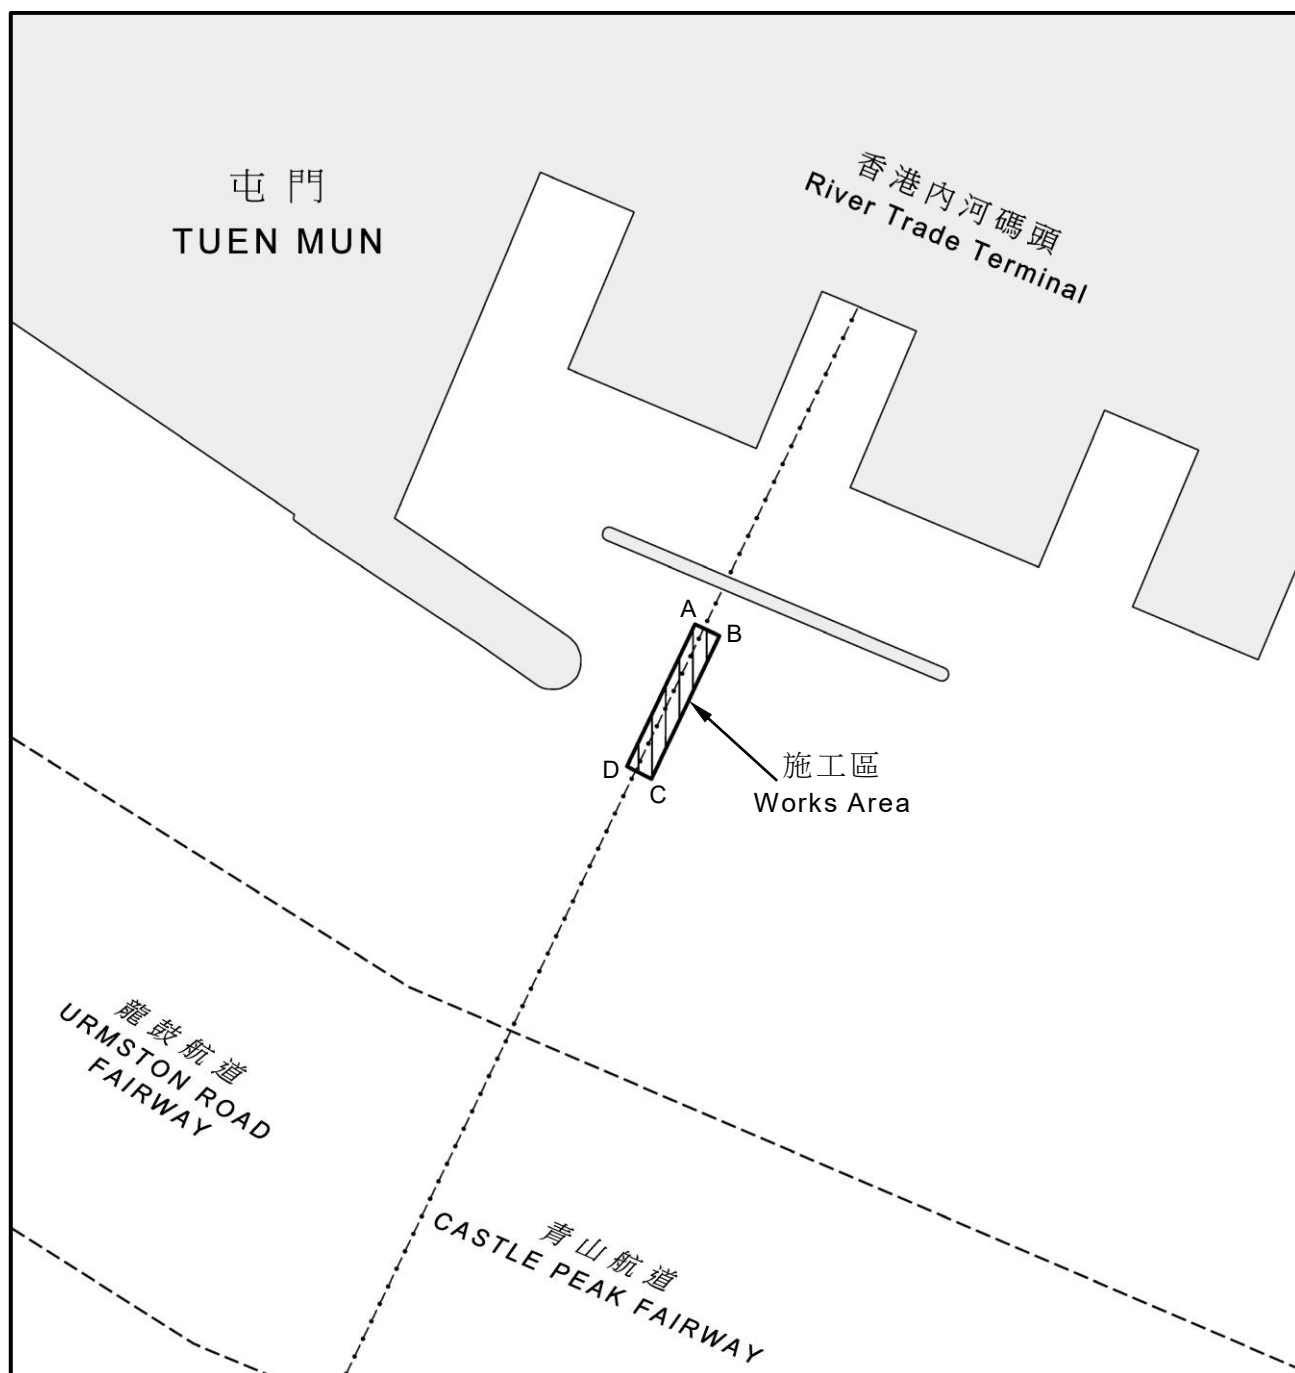 屯門
TUEN MUN
香港內河碼頭
River Trade Terminal
A
B
D
C
施工區
Works Area
龍鼓航道
URMSTON ROAD
FAIRWAY
青山航道
CASTLE PEAK FAIRWAY